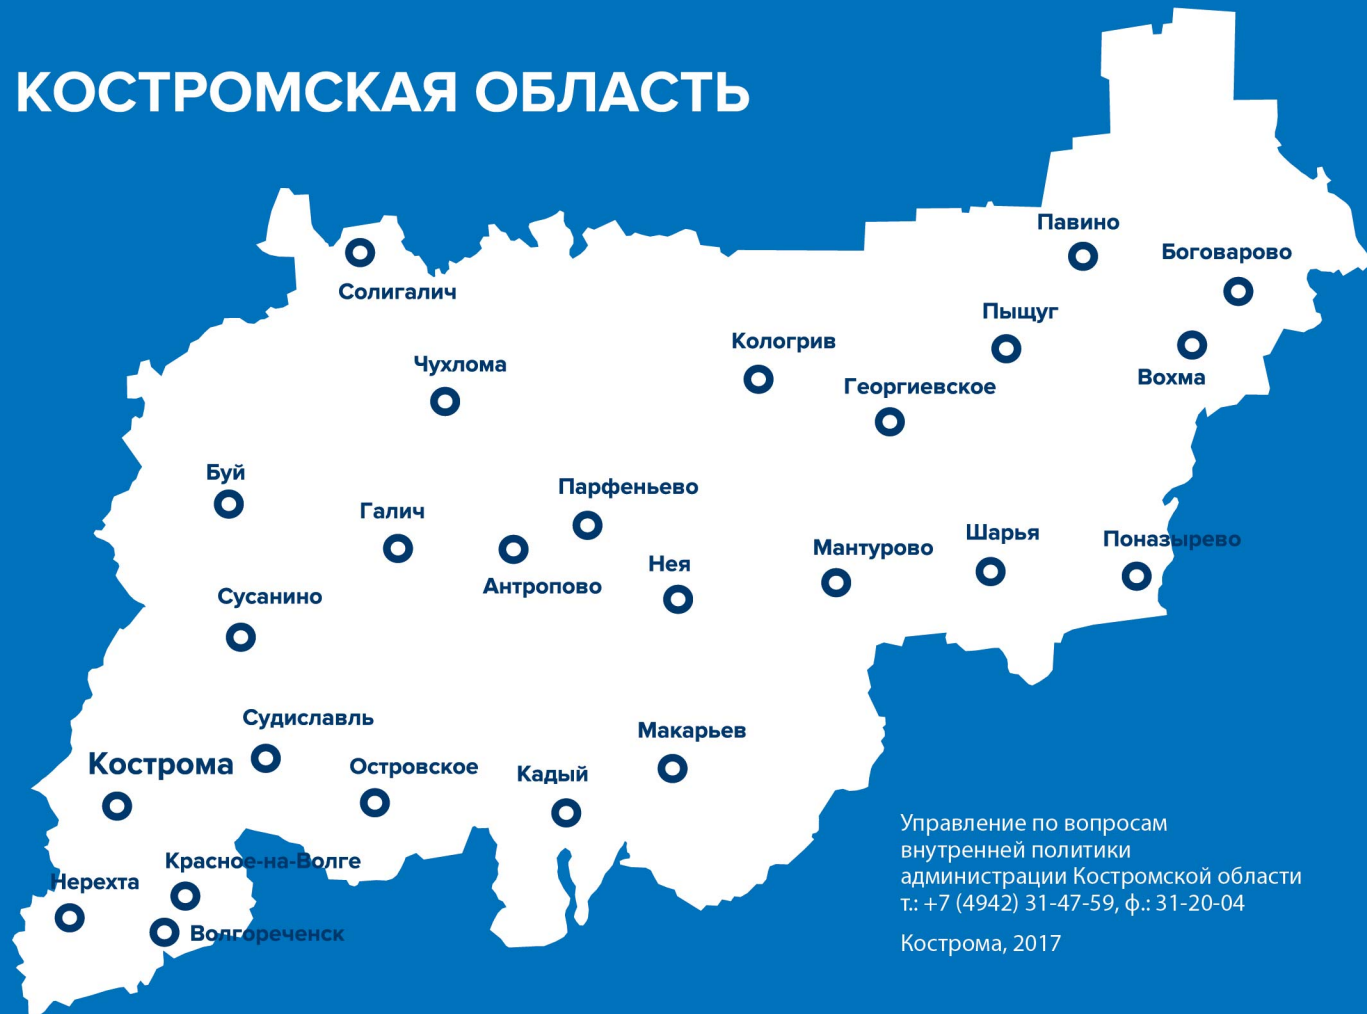 КОСТРОМСКАЯ ОБЛАСТЬ
Павино
Боговарово
Солигалич
Пыщуг
Кологрив
Чухлома
Вохма
Георгиевское
Буй
Парфеньево
Галич
Шарья
Поназырево
Мантурово
Нея
Антропово
Сусанино
Судиславль
Макарьев
Кострома
Островское
Кадый
Красное-на-Волге
Нерехта
Волгореченск
Управление по вопросам
внутренней политики
администрации Костромской области
т.: +7 (4942) 31-47-59, ф.: 31-20-04
Кострома, 2017